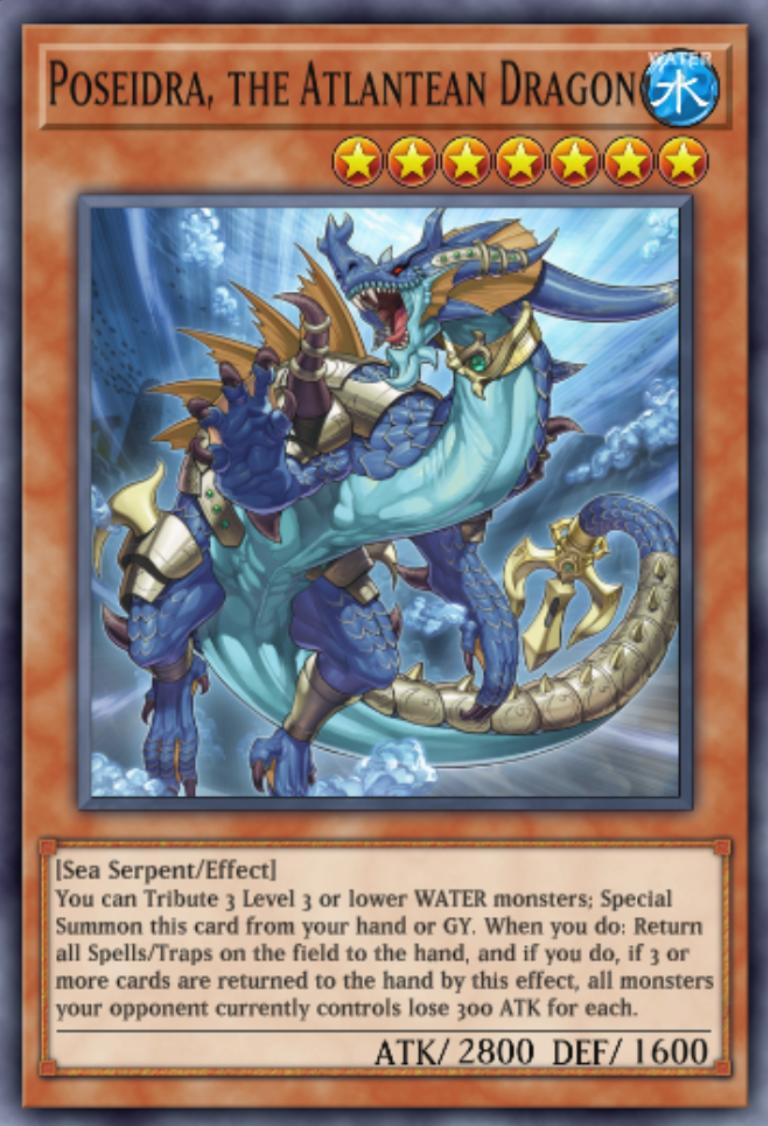 POSEIDRA, THE ATLANTEAN DRAGON
WATER
水
[Sea Serpent/Effect]
You can Tribute 3 Level 3 or lower WATER monsters; Special
Summon this card from your hand or GY. When you do: Return
all Spells/Traps on the field to the hand, and if you do, if 3 or
more cards are returned to the hand by this effect, all monsters
your opponent currently controls lose 300 ATK for each.
ATK/ 2800 DEF/ 1600